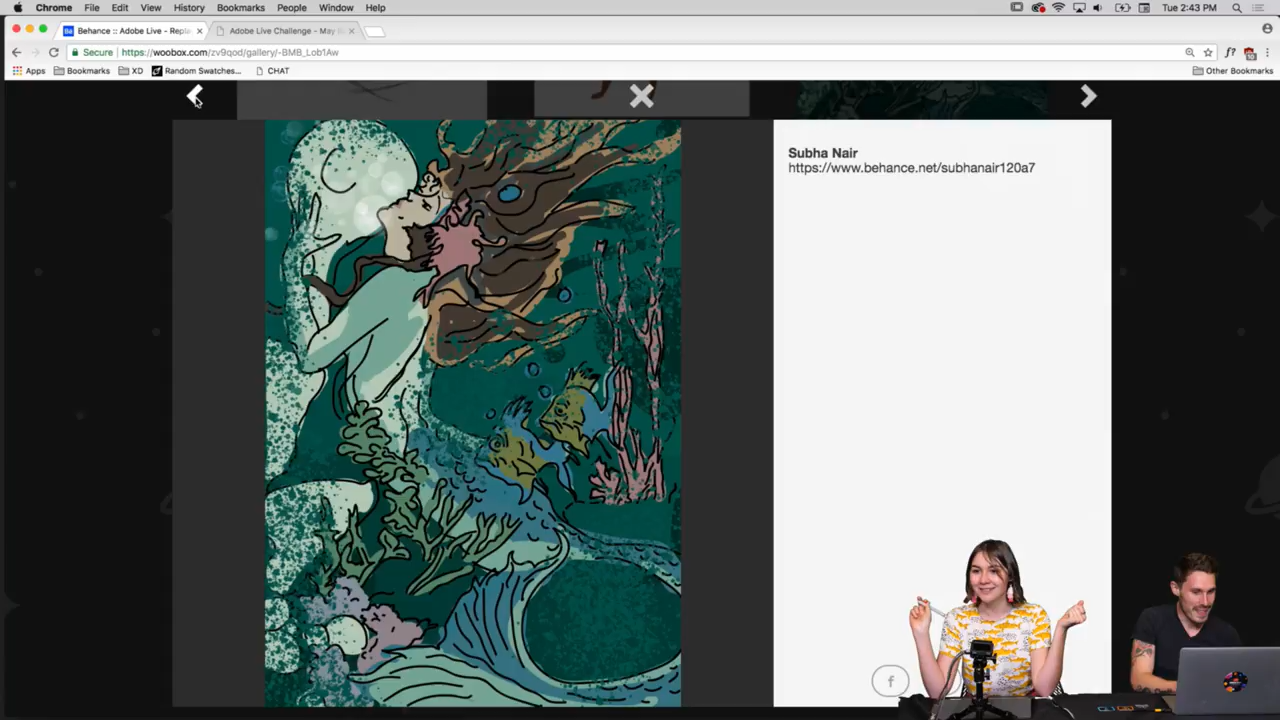 Chrome File Edit View History Bookmarks People Window Help
Tue 2:43 PM
Bē Behance :: Adobe Live - Repla
Adobe Live Challenge - May 8
Secure https://woobox.com/zv9qod/gallery/-BMB_Lob1Aw
f?
Apps Bookmarks XD Random Swatches... CHAT
Other Bookmarks
Subha Nair
https://www.behance.net/subhanair120a7
f